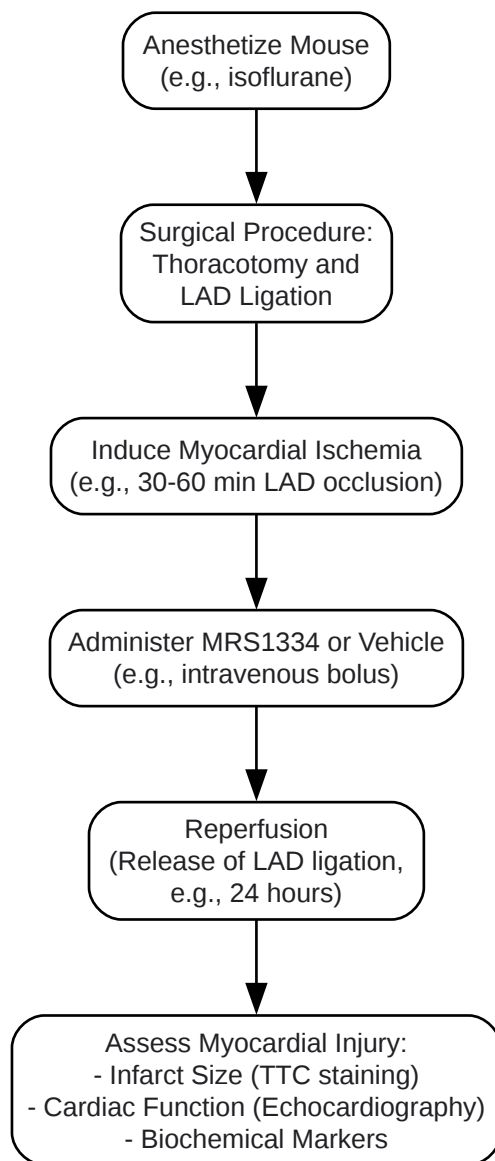 Anesthetize Mouse
(e.g., isoflurane)
Surgical Procedure:
Thoracotomy and
LAD Ligation
Induce Myocardial Ischemia
(e.g., 30-60 min LAD occlusion)
Administer MRS1334 or Vehicle
(e.g., intravenous bolus)
Reperfusion
(Release of LAD ligation,
e.g., 24 hours)
Assess Myocardial Injury:
- Infarct Size (TTC staining)
- Cardiac Function (Echocardiography)
- Biochemical Markers